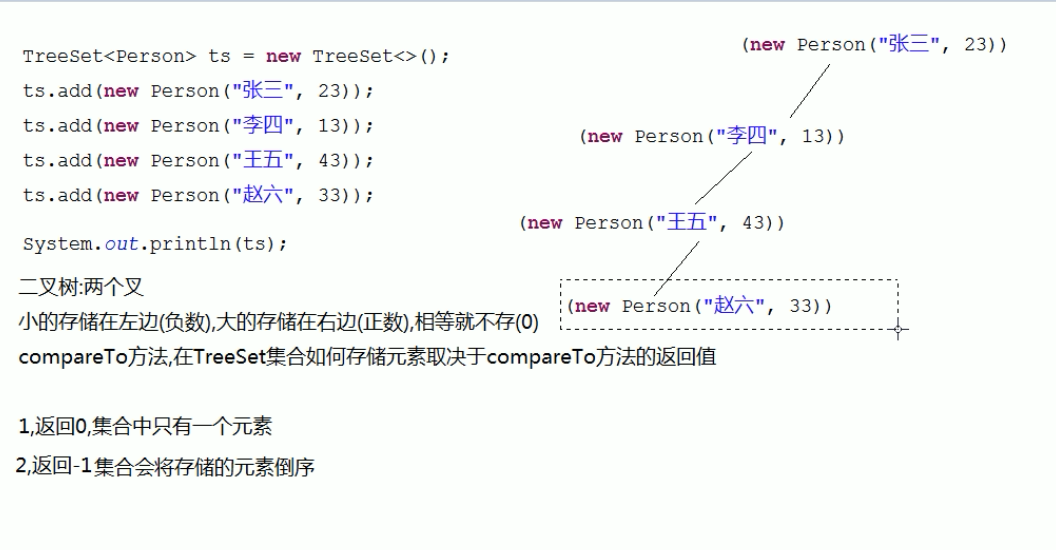 TreeSet<Person> ts = new TreeSet<>();
ts.add(new Person("张三", 23));
ts.add(new Person("李四", 13));
ts.add(new Person("王五", 43));
ts.add(new Person("赵六", 33));
System.out.println(ts);
二叉树:两个叉
小的存储在左边(负数),大的存储在右边(正数),相等就不存(0)
compareTo方法,在TreeSet集合如何存储元素取决于compareTo方法的返回值
1,返回0,集合中只有一个元素
2,返回-1集合会将存储的元素倒序
(new Person("张三", 23))
(new Person("李四", 13))
(new Person("王五", 43))
(new Person("赵六", 33))